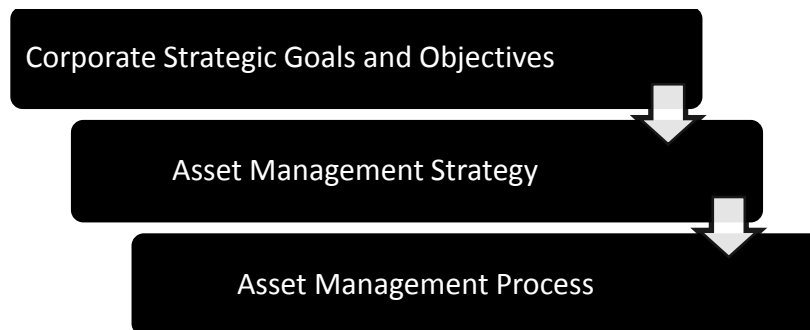 Corporate Strategic Goals and Objectives
Asset Management Strategy
Asset Management Process